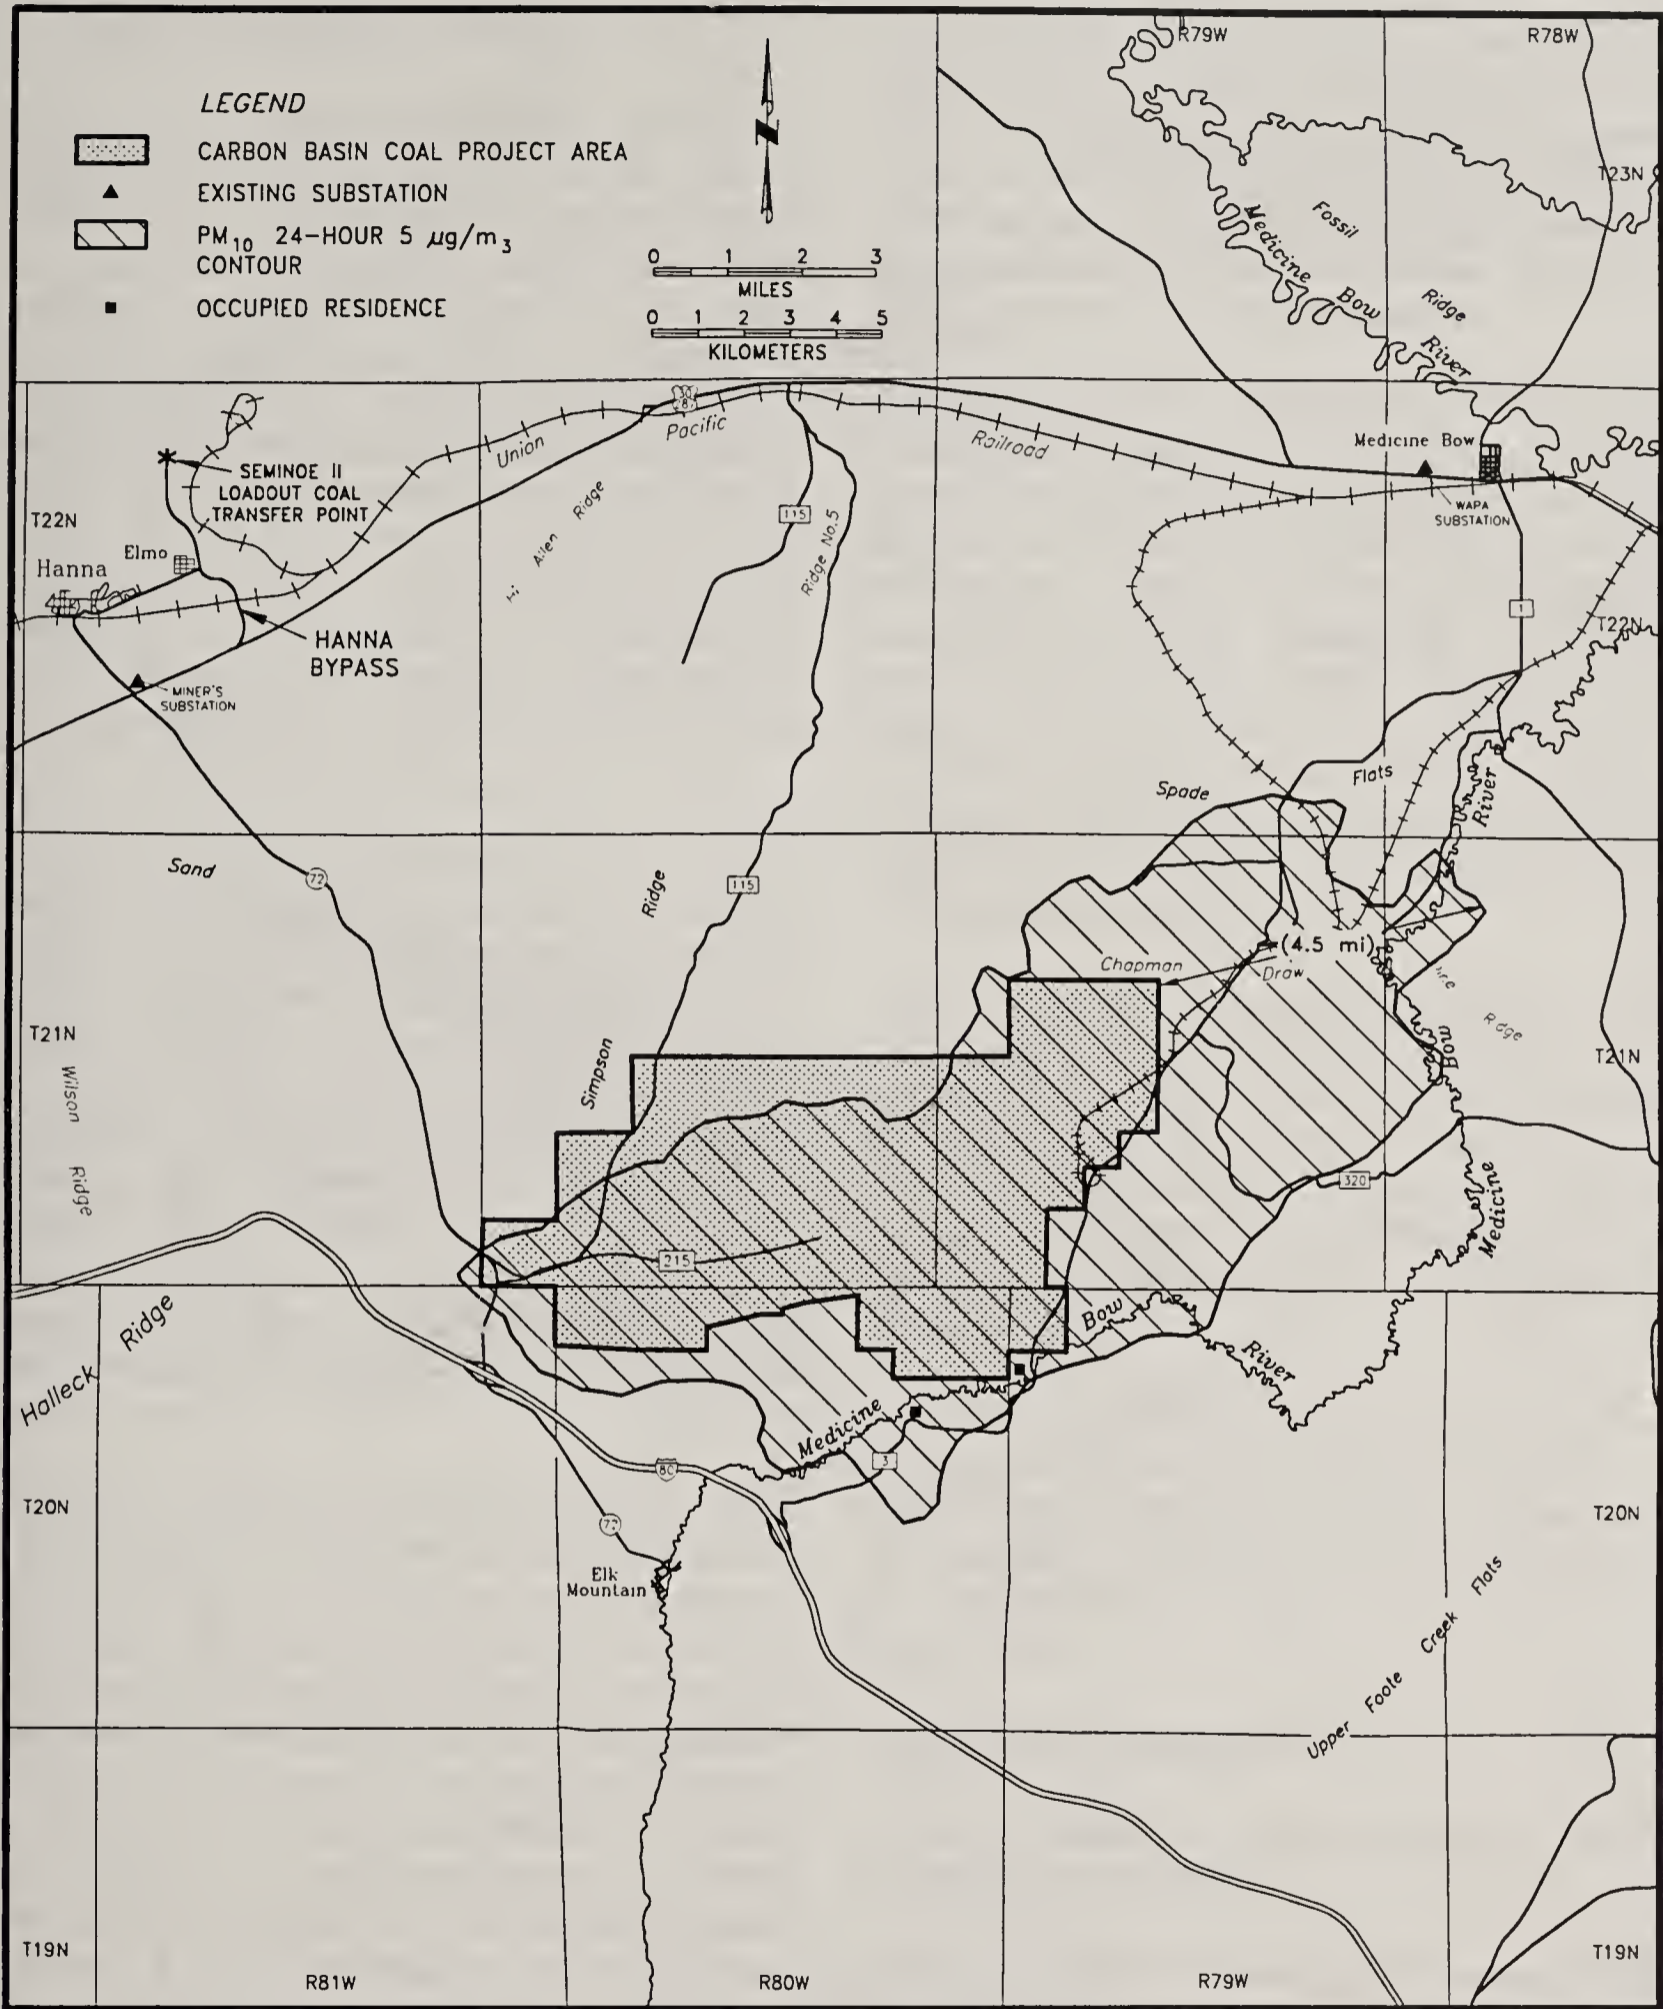 R79W
R78W
LEGEND
CARBON BASIN COAL PROJECT AREA
EXISTING SUBSTATION
PM10 24-HOUR 5 µg/m3
CONTOUR
OCCUPIED RESIDENCE
N
0 1 2 3
MILES
0 1 2 3 4 5
KILOMETERS
T23N
Fossil
Ridge
Medicine
Bow
River
30
Union
Pacific
Railroad
Medicine Bow
WAPA
SUBSTATION
SEMINOE II
LOADOUT COAL
TRANSFER POINT
T22N
Elmo
Hanna
HANNA
BYPASS
MINER'S
SUBSTATION
Allen
Ridge
115
Ridge No.5
1
T22N
Spade
Flats
River
Sand
72
Ridge
115
(4.5 mi)
Chapman
Draw
Ridge
T21N
Simpson
Bow
T21N
Wilson
Ridge
320
Medicine
215
Halleck
Ridge
Bow
River
Medicine
3
80
T20N
72
T20N
Elk
Mountain
Upper
Foote
Creek
Flats
T19N
R81W
R80W
R79W
T19N